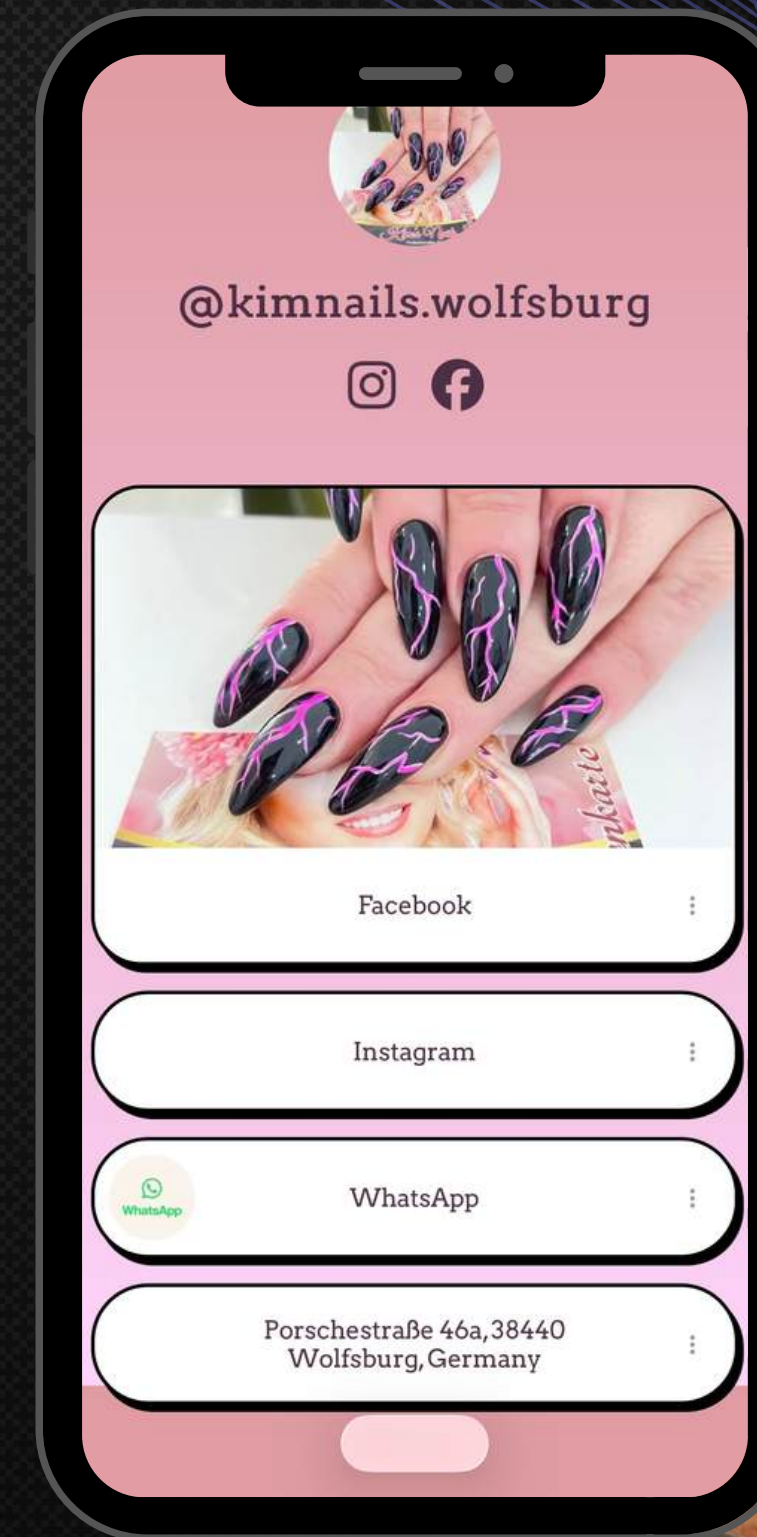 @kimnails.wolfsburg
Facebook
Instagram
WhatsApp
WhatsApp
Porschestraße 46a,38440
Wolfsburg,Germany